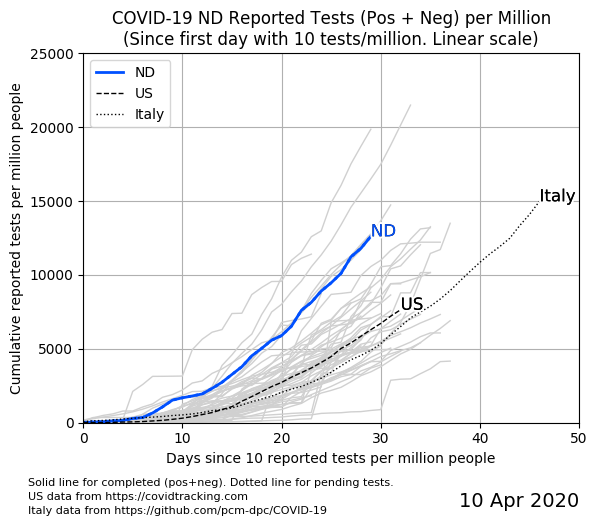 COVID-19 ND Reported Tests (Pos + Neg) per Million
(Since first day with 10 tests/million. Linear scale)
Cumulative reported tests per million people
25000
20000
15000
10000
5000
0
ND
US
Italy
Italy
ND
US
0 10 20 30 40 50
Days since 10 reported tests per million people
Solid line for completed (pos+neg). Dotted line for pending tests.
US data from https://covidtracking.com
Italy data from https://github.com/pcm-dpc/COVID-19
10 Apr 2020